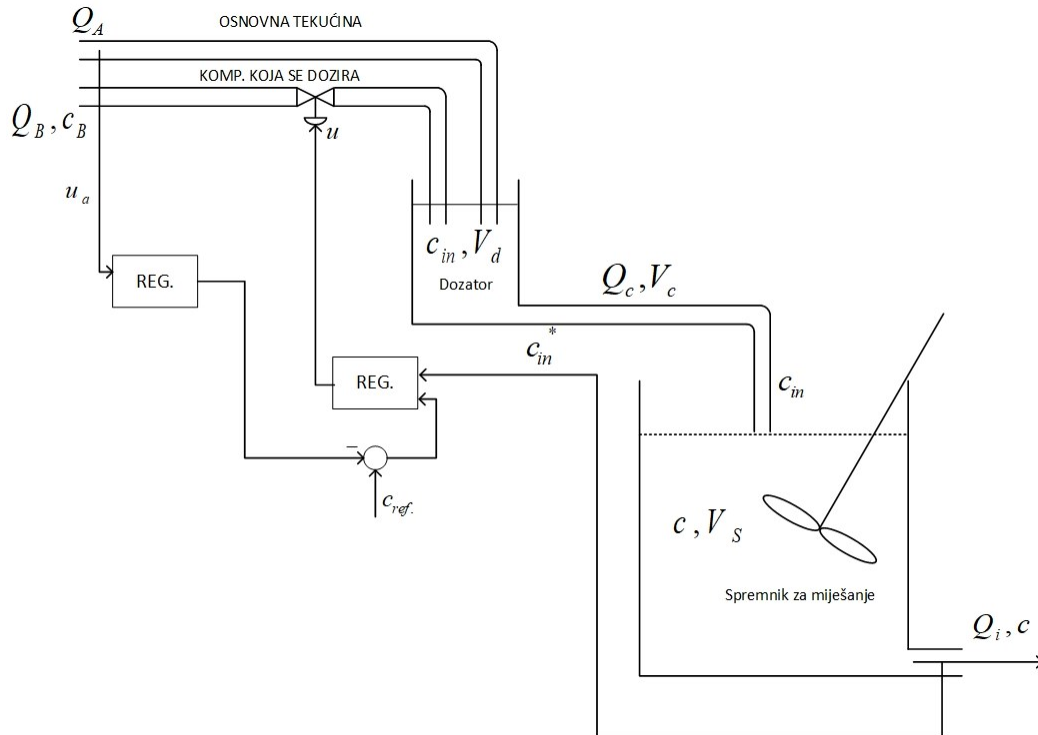 Q_A
OSNOVNA TEKUĆINA
KOMP. KOJA SE DOZIRA
Q_B, c_B
u
u_a
REG.
c_in, V_d
Dozator
Q_c, V_c
c_in*
REG.
c_in
−
c_ref.
c, V_S
Spremnik za miješanje
Q_i, c